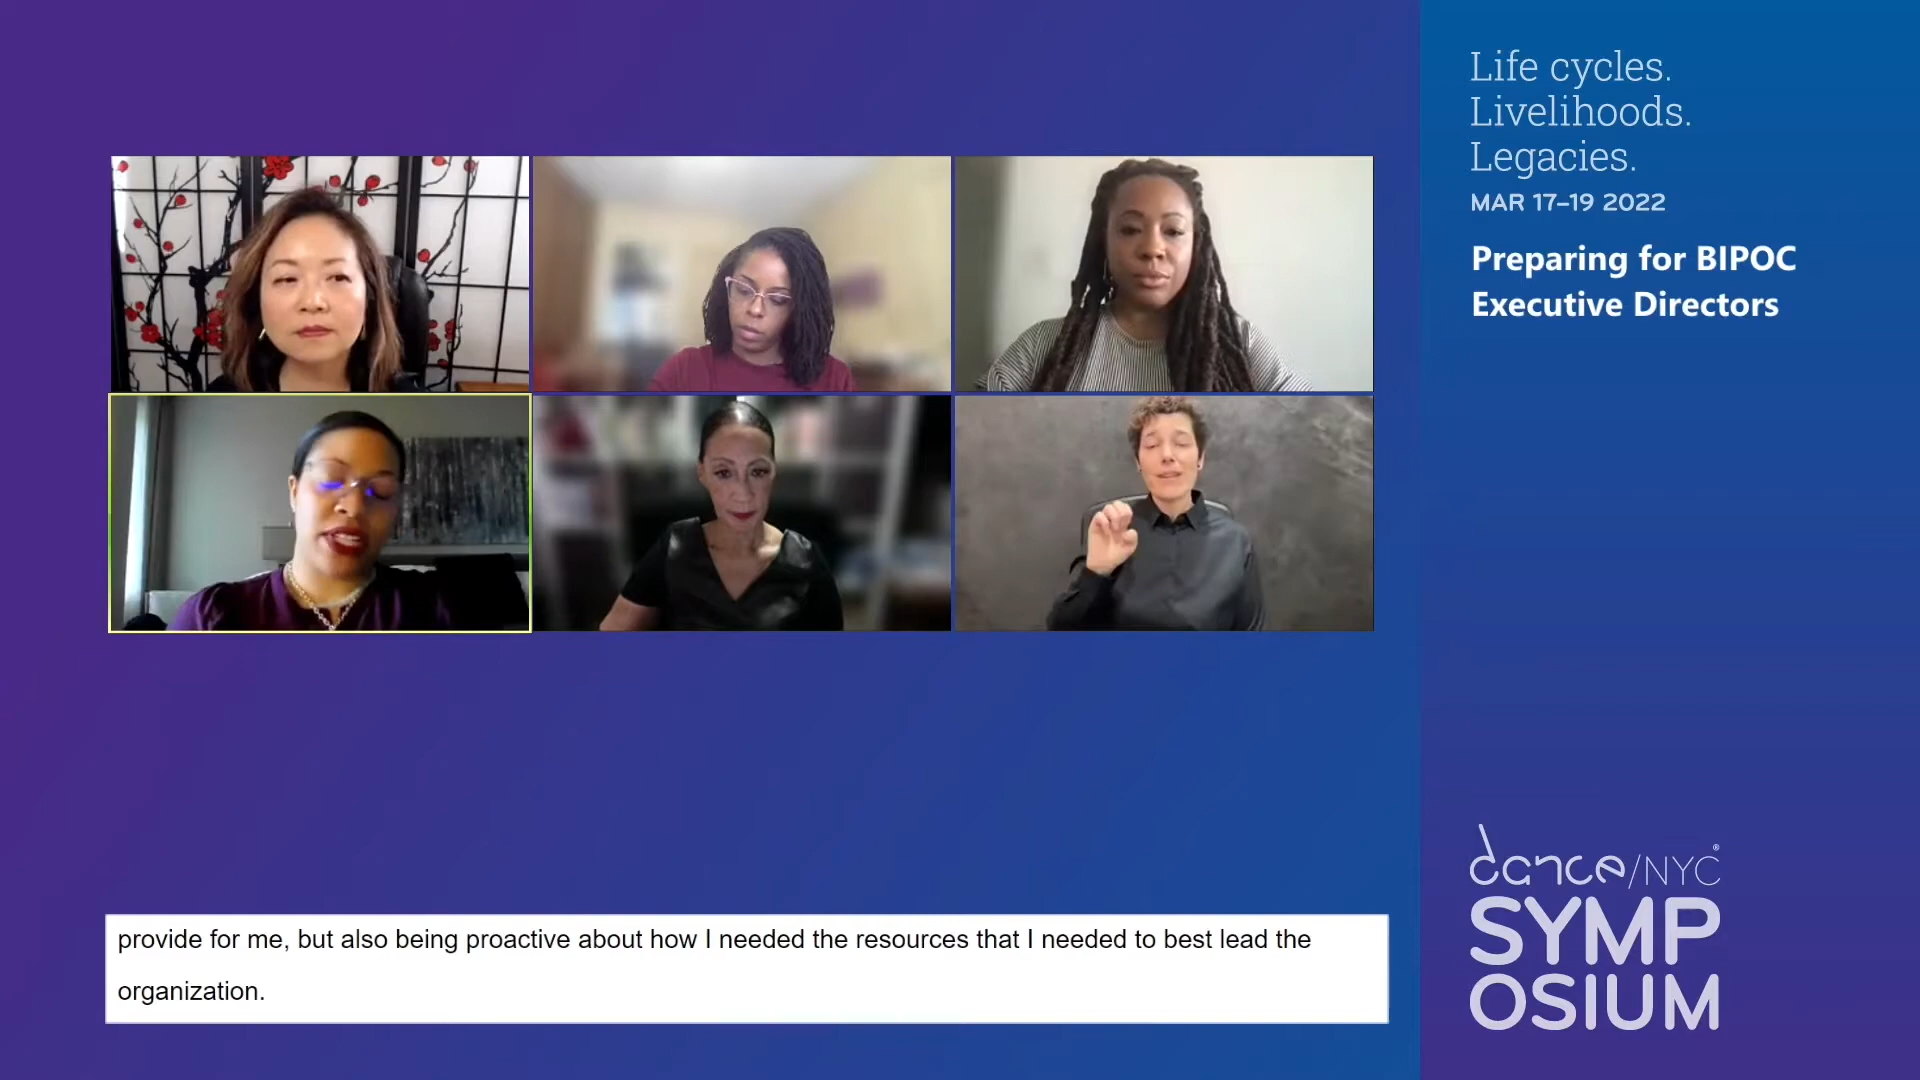 Life cycles.
Livelihoods.
Legacies.
MAR 17–19 2022
Preparing for BIPOC
Executive Directors
provide for me, but also being proactive about how I needed the resources that I needed to best lead the
organization.
dance/NYC®
SYMP
OSIUM